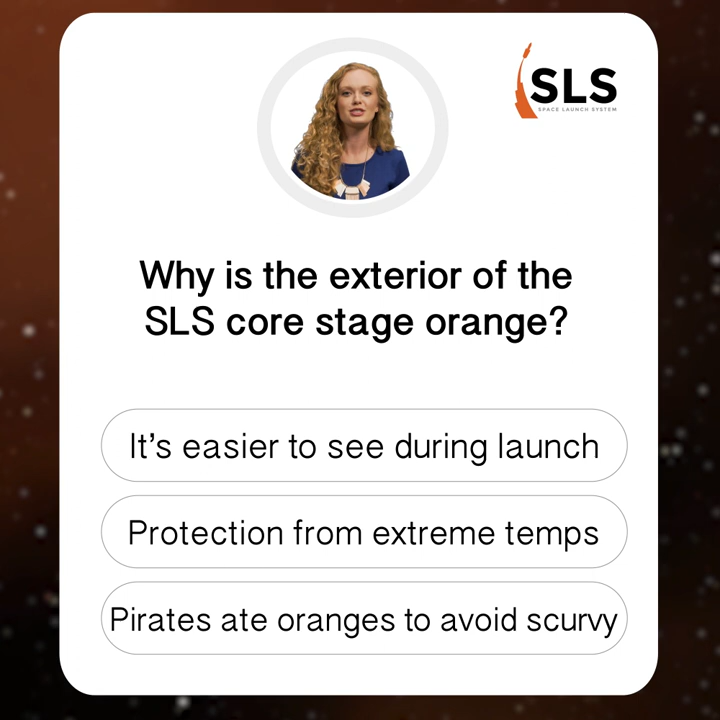 SLS
SPACE LAUNCH SYSTEM
Why is the exterior of the
SLS core stage orange?
It's easier to see during launch
Protection from extreme temps
Pirates ate oranges to avoid scurvy